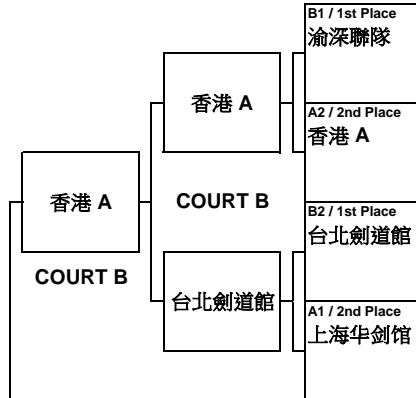 B1 / 1st Place
渝深聯隊
香港 A
A2 / 2nd Place
香港 A
香港 A
COURT B
B2 / 1st Place
台北劍道館
COURT B
台北劍道館
A1 / 2nd Place
上海华剑馆